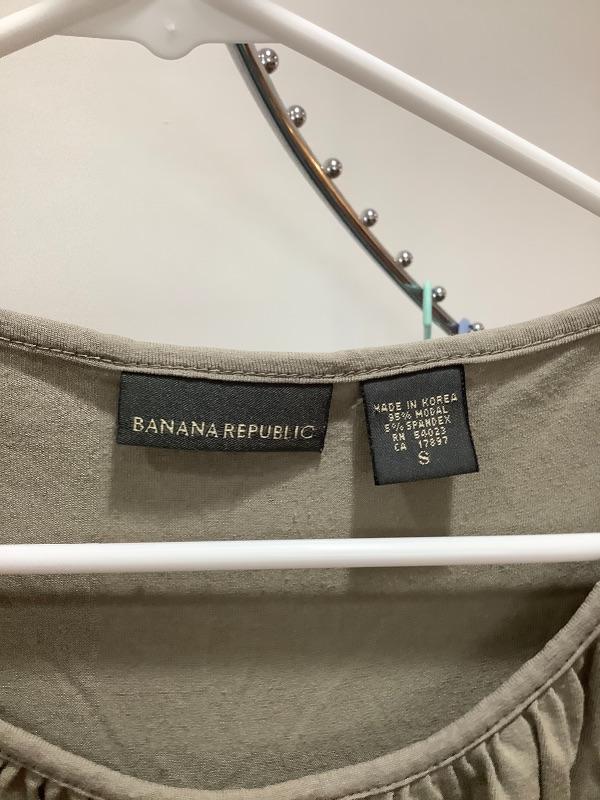 BANANA REPUBLIC
MADE IN KOREA
95% MODAL
5% SPANDEX
RN 54023
CA 17897
S